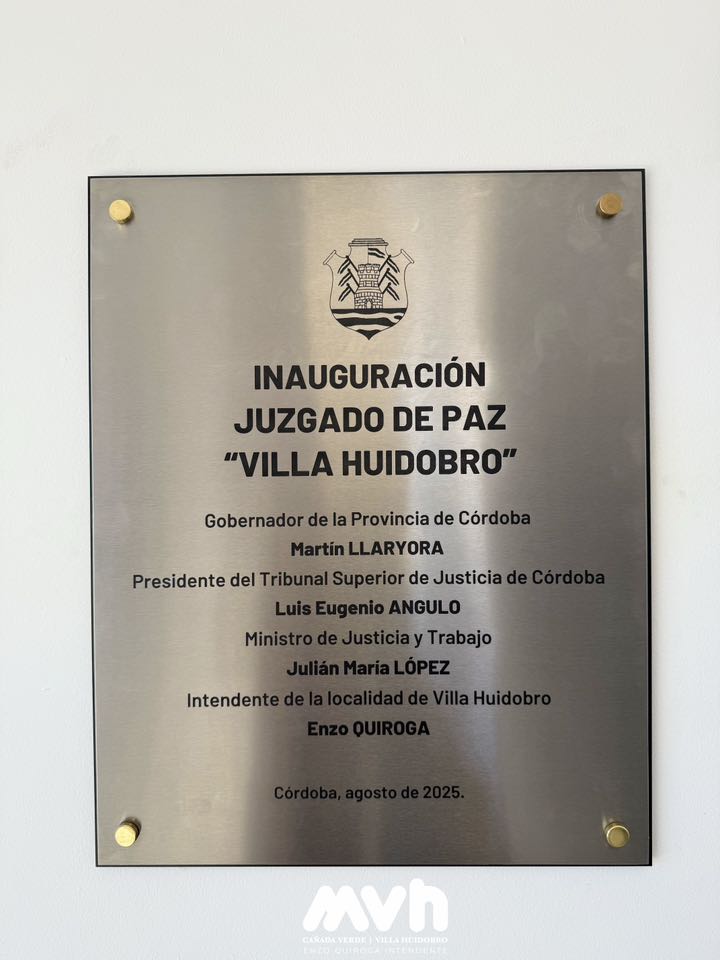 INAUGURACIÓN
JUZGADO DE PAZ
“VILLA HUIDOBRO”
Gobernador de la Provincia de Córdoba
Martín LLARYORA
Presidente del Tribunal Superior de Justicia de Córdoba
Luis Eugenio ANGULO
Ministro de Justicia y Trabajo
Julián María LÓPEZ
Intendente de la localidad de Villa Huidobro
Enzo QUIROGA
Córdoba, agosto de 2025.
mvh
CAÑADA VERDE | VILLA HUIDOBRO
ENZO QUIROGA INTENDENTE